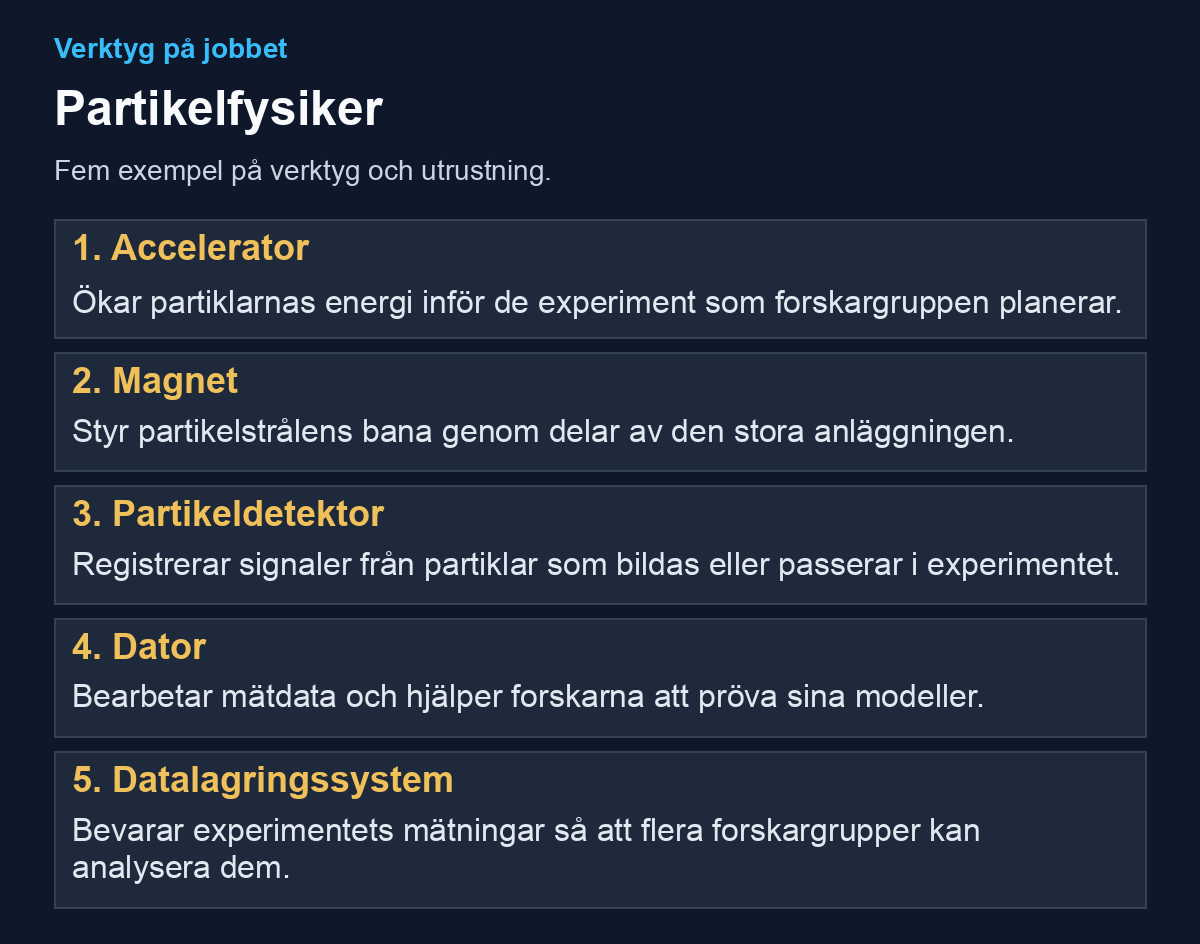 Verktyg på jobbet
Partikelfysiker
Fem exempel på verktyg och utrustning.
1. Accelerator
Ökar partiklarnas energi inför de experiment som forskargruppen planerar.
2. Magnet
Styr partikelstrålens bana genom delar av den stora anläggningen.
3. Partikeldetektor
Registrerar signaler från partiklar som bildas eller passerar i experimentet.
4. Dator
Bearbetar mätdata och hjälper forskarna att pröva sina modeller.
5. Datalagringssystem
Bevarar experimentets mätningar så att flera forskargrupper kan
analysera dem.